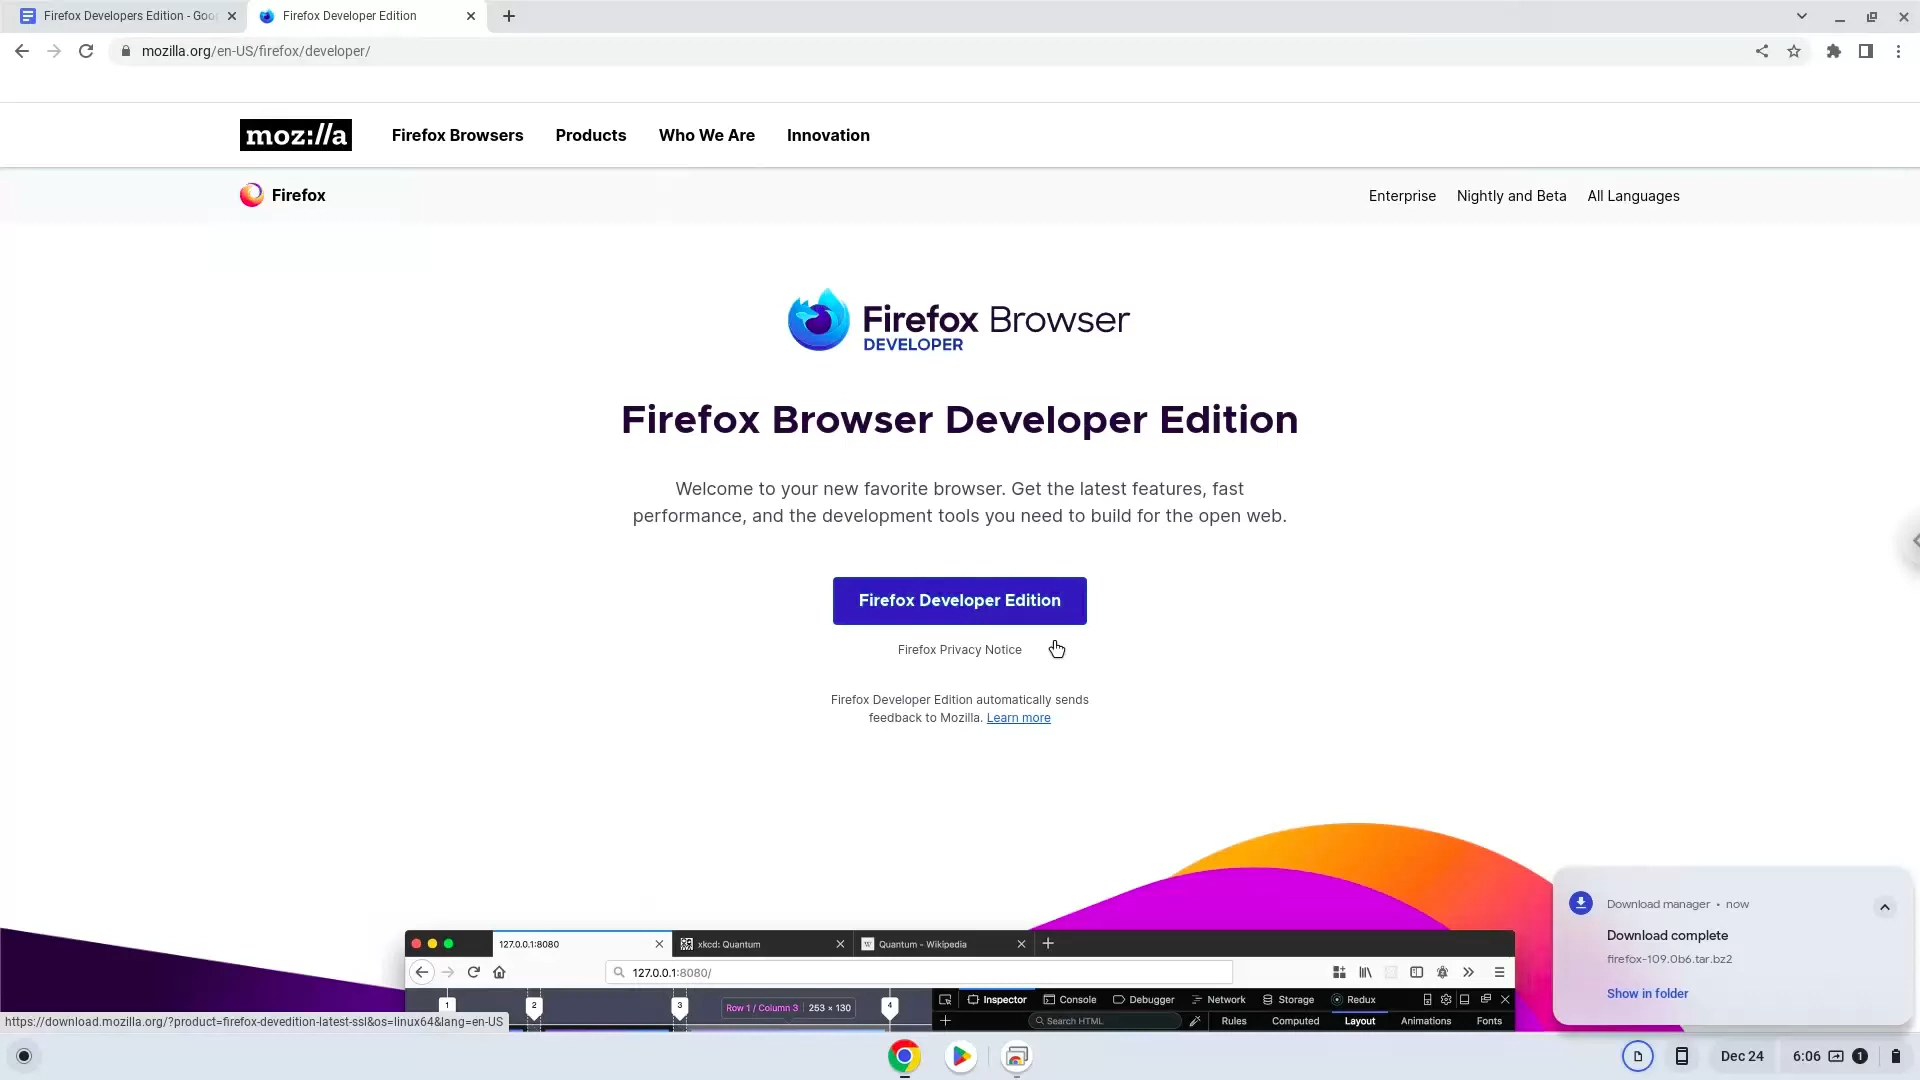 Firefox Developers Edition - Goo
Firefox Developer Edition
mozilla.org/en-US/firefox/developer/
moz://a
Firefox Browsers
Products
Who We Are
Innovation
Firefox
Enterprise
Nightly and Beta
All Languages
Firefox Browser
DEVELOPER
Firefox Browser Developer Edition
Welcome to your new favorite browser. Get the latest features, fast
performance, and the development tools you need to build for the open web.
Firefox Developer Edition
Firefox Privacy Notice
Firefox Developer Edition automatically sends
feedback to Mozilla. Learn more
Download manager • now
Download complete
firefox-109.0b6.tar.bz2
Show in folder
127.0.0.1:8080
xkcd: Quantum
W Quantum - Wikipedia
127.0.0.1:8080/
1
2
3
Row 1 / Column 3 | 253 × 130
4
Inspector
Console
Debugger
Network
Storage
Redux
Search HTML
Rules
Computed
Layout
Animations
Fonts
https://download.mozilla.org/?product=firefox-devedition-latest-ssl&os=linux64&lang=en-US
Dec 24
6:06
1